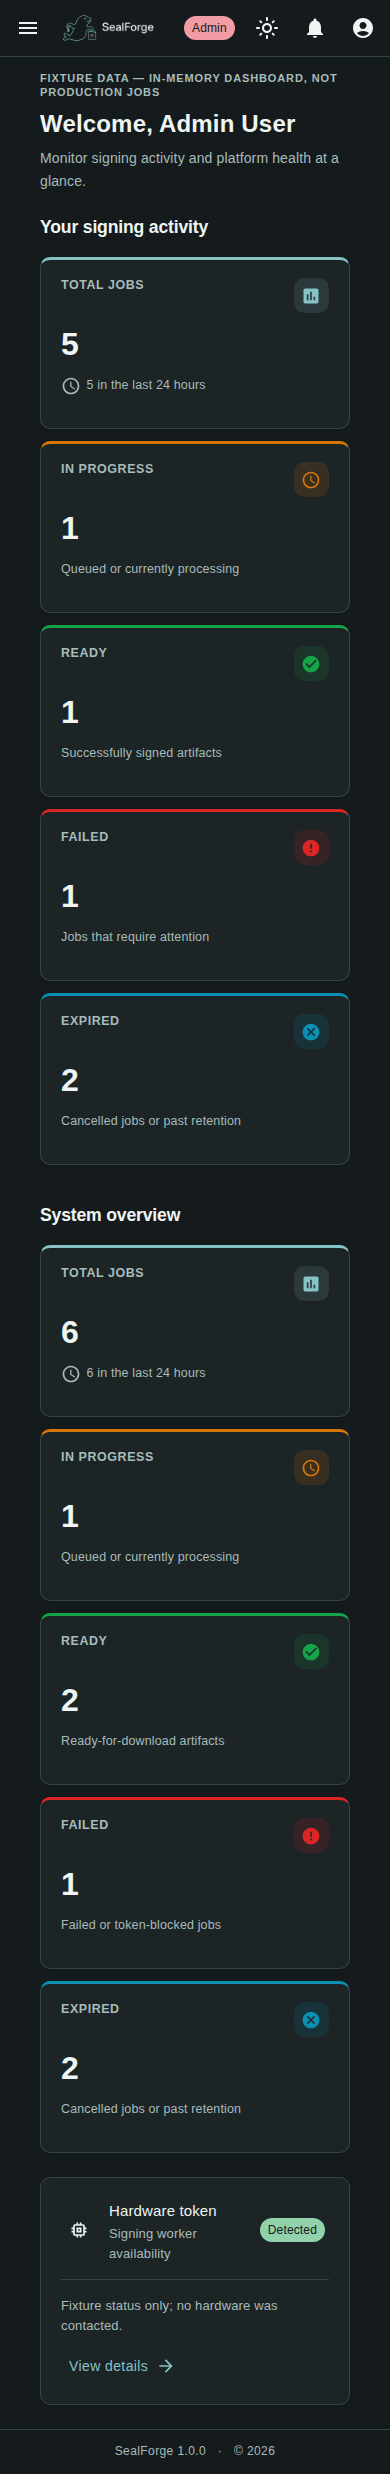 SealForge
Admin
FIXTURE DATA — IN-MEMORY DASHBOARD, NOT
PRODUCTION JOBS
Welcome, Admin User
Monitor signing activity and platform health at a
glance.
Your signing activity
TOTAL JOBS
5
5 in the last 24 hours
IN PROGRESS
1
Queued or currently processing
READY
1
Successfully signed artifacts
FAILED
1
Jobs that require attention
EXPIRED
2
Cancelled jobs or past retention
System overview
TOTAL JOBS
6
6 in the last 24 hours
IN PROGRESS
1
Queued or currently processing
READY
2
Ready-for-download artifacts
FAILED
1
Failed or token-blocked jobs
EXPIRED
2
Cancelled jobs or past retention
Hardware token
Signing worker
availability
Detected
Fixture status only; no hardware was
contacted.
View details
SealForge 1.0.0 · © 2026